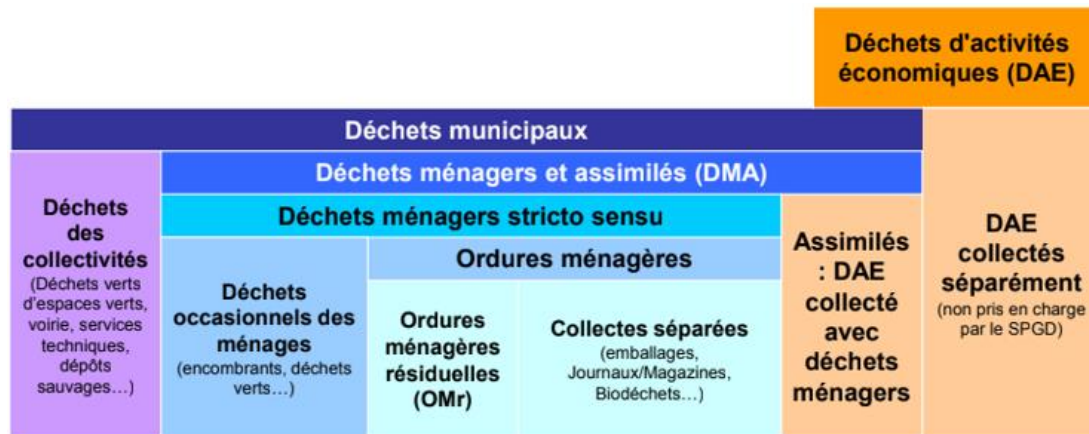 Déchets d'activités
économiques (DAE)
Déchets municipaux
Déchets ménagers et assimilés (DMA)
Déchets ménagers stricto sensu
Ordures ménagères
Déchets
des
collectivités
(Déchets verts
d'espaces verts,
voirie, services
techniques,
dépôts
sauvages…)
Déchets
occasionnels des
ménages
(encombrants, déchets
verts…)
Ordures
ménagères
résiduelles
(OMr)
Collectes séparées
(emballages,
Journaux/Magazines,
Biodéchets…)
Assimilés
: DAE
collecté
avec
déchets
ménagers
DAE
collectés
séparément
(non pris en charge
par le SPGD)